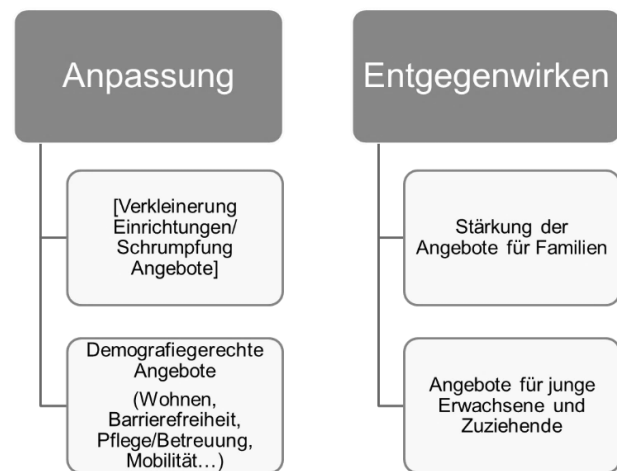 Anpassung
[Verkleinerung
Einrichtungen/
Schrumpfung
Angebote]
Demografiegerechte
Angebote
(Wohnen,
Barrierefreiheit,
Pflege/Betreuung,
Mobilität…)
Entgegenwirken
Stärkung der
Angebote für Familien
Angebote für junge
Erwachsene und
Zuziehende